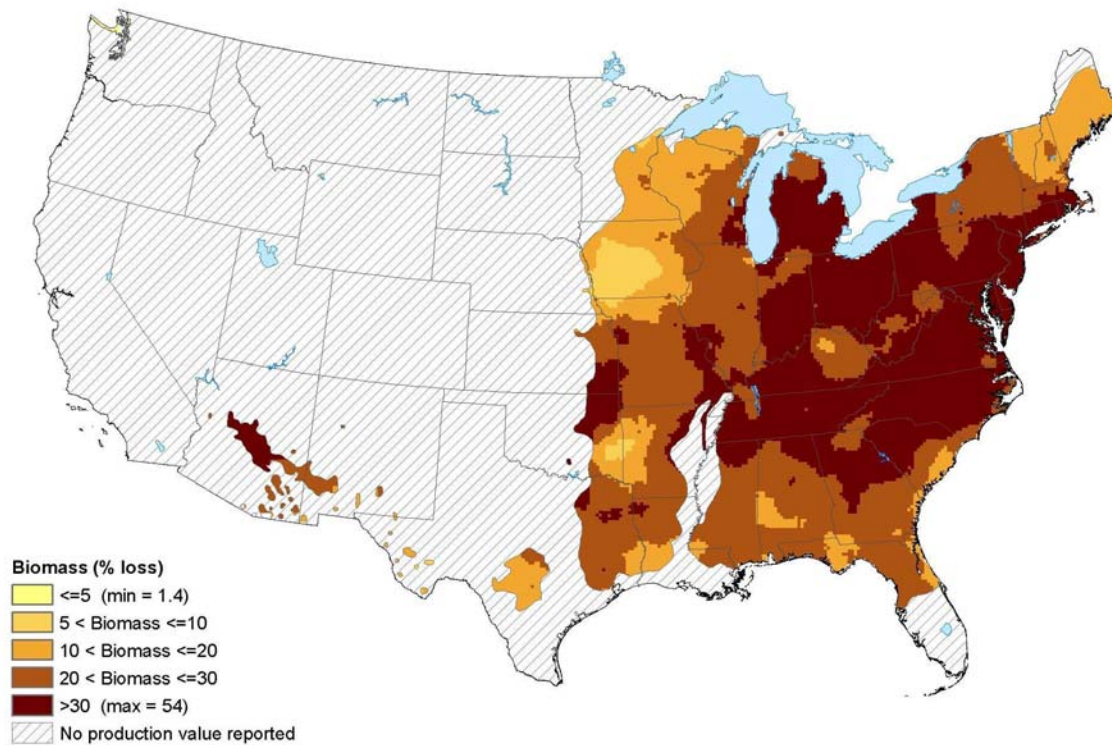 Biomass (% loss)
<=5 (min = 1.4)
5 < Biomass <=10
10 < Biomass <=20
20 < Biomass <=30
>30 (max = 54)
No production value reported